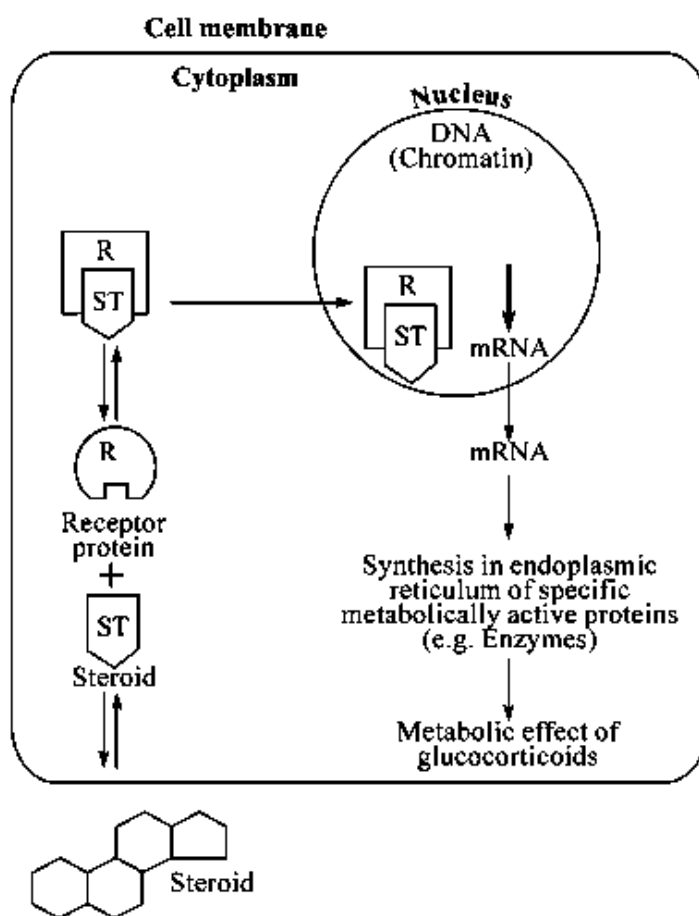 Cell membrane
Cytoplasm
Nucleus
DNA
(Chromatin)
R
ST
R
ST
mRNA
R
mRNA
Receptor
protein
+
ST
Steroid
Synthesis in endoplasmic
reticulum of specific
metabolically active proteins
(e.g. Enzymes)
Metabolic effect of
glucocorticoids
Steroid